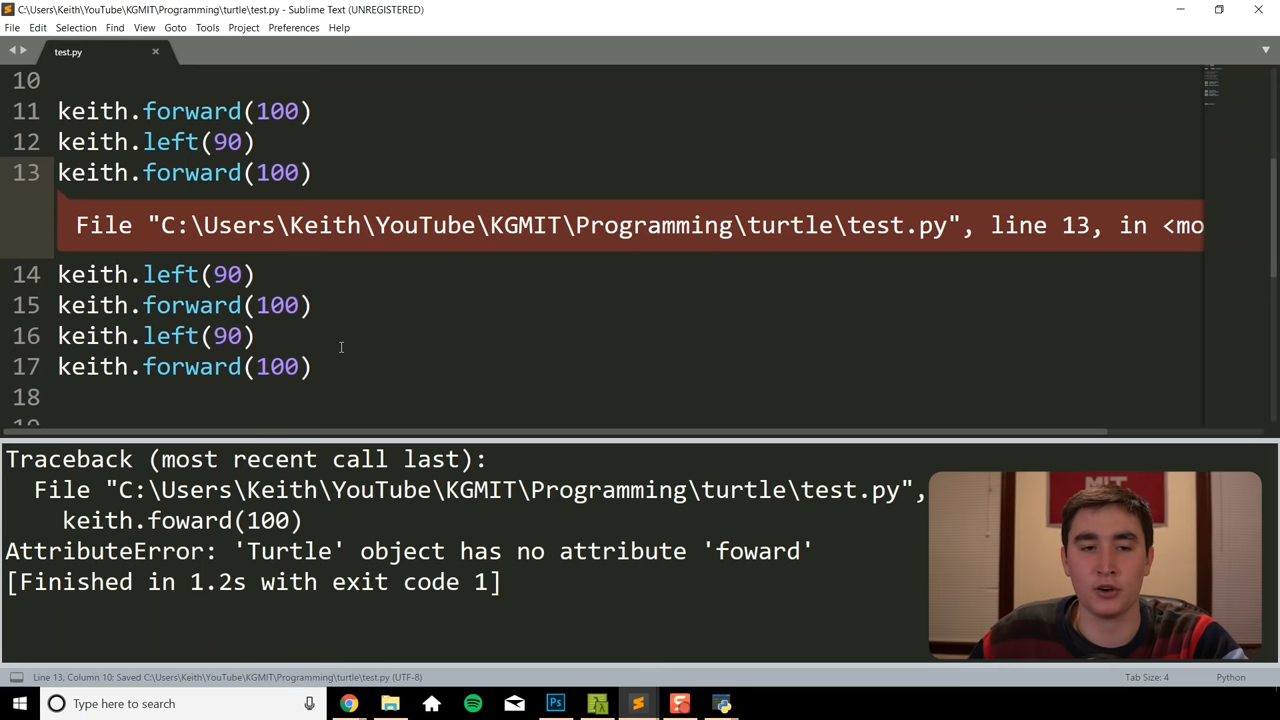 C:\Users\Keith\YouTube\KGMIT\Programming\turtle\test.py - Sublime Text (UNREGISTERED)
File Edit Selection Find View Goto Tools Project Preferences Help
test.py
10
11 keith.forward(100)
12 keith.left(90)
13 keith.forward(100)
File "C:\Users\Keith\YouTube\KGMIT\Programming\turtle\test.py", line 13, in <mo
14 keith.left(90)
15 keith.forward(100)
16 keith.left(90)
17 keith.forward(100)
18
Traceback (most recent call last):
File "C:\Users\Keith\YouTube\KGMIT\Programming\turtle\test.py",
keith.foward(100)
AttributeError: 'Turtle' object has no attribute 'foward'
[Finished in 1.2s with exit code 1]
MIT
Line 13, Column 10: Saved C:\Users\Keith\YouTube\KGMIT\Programming\turtle\test.py (UTF-8) Tab Size: 4 Python
Type here to search
Ps